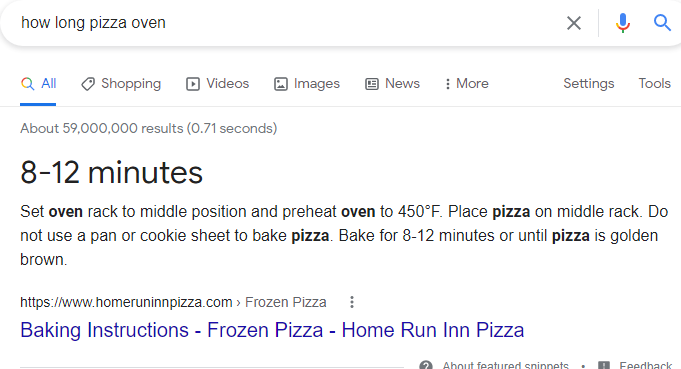 how long pizza oven
All Shopping Videos Images News More Settings Tools
About 59,000,000 results (0.71 seconds)
8-12 minutes
Set oven rack to middle position and preheat oven to 450°F. Place pizza on middle rack. Do
not use a pan or cookie sheet to bake pizza. Bake for 8-12 minutes or until pizza is golden
brown.
https://www.homeruninnpizza.com › Frozen Pizza
Baking Instructions - Frozen Pizza - Home Run Inn Pizza
About featured snippets • Feedback